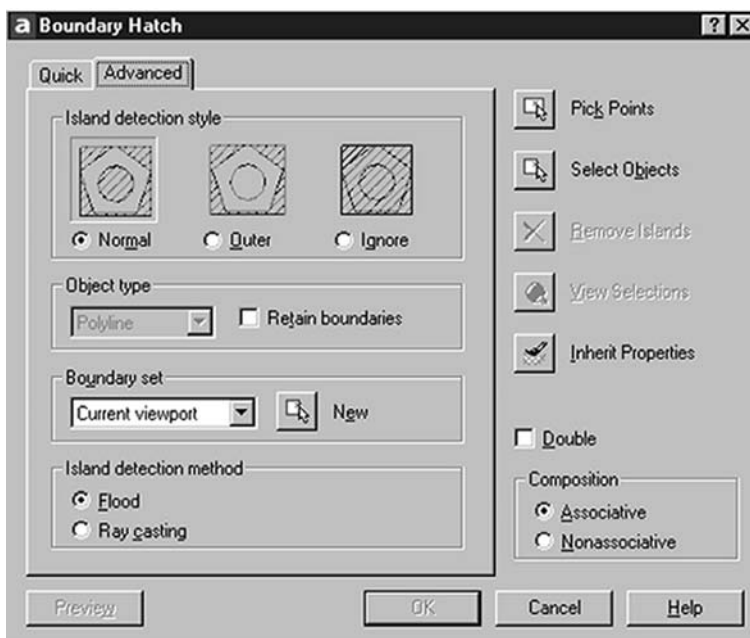 a Boundary Hatch
Quick
Advanced
Island detection style
Normal
Outer
Ignore
Object type
Polyline
Retain boundaries
Boundary set
Current viewport
New
Island detection method
Flood
Ray casting
Pick Points
Select Objects
Remove Islands
View Selections
Inherit Properties
Double
Composition
Associative
Nonassociative
Preview
OK
Cancel
Help